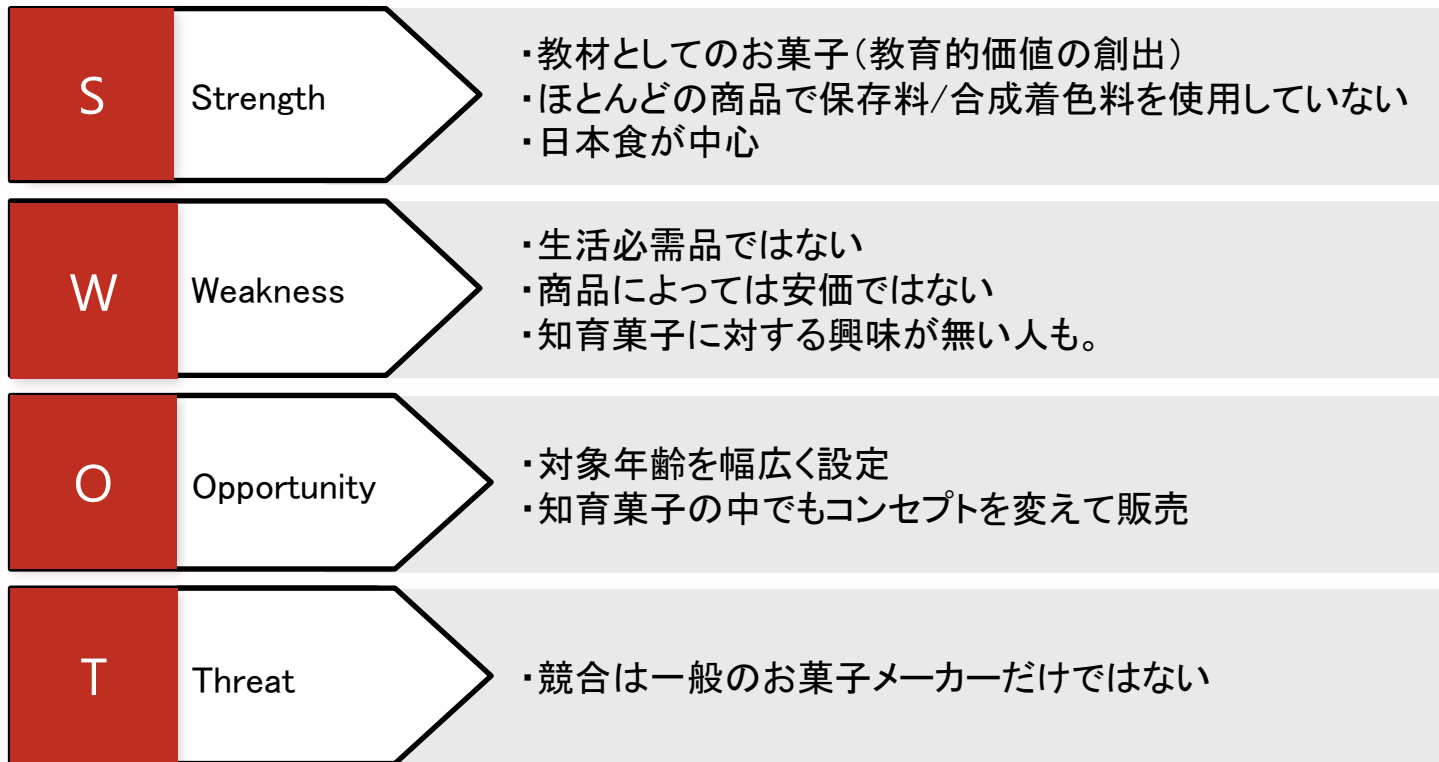 S
Strength
・教材としてのお菓子(教育的価値の創出)
・ほとんどの商品で保存料/合成着色料を使用していない
・日本食が中心
W
Weakness
・生活必需品ではない
・商品によっては安価ではない
・知育菓子に対する興味が無い人も。
O
Opportunity
・対象年齢を幅広く設定
・知育菓子の中でもコンセプトを変えて販売
T
Threat
・競合は一般のお菓子メーカーだけではない